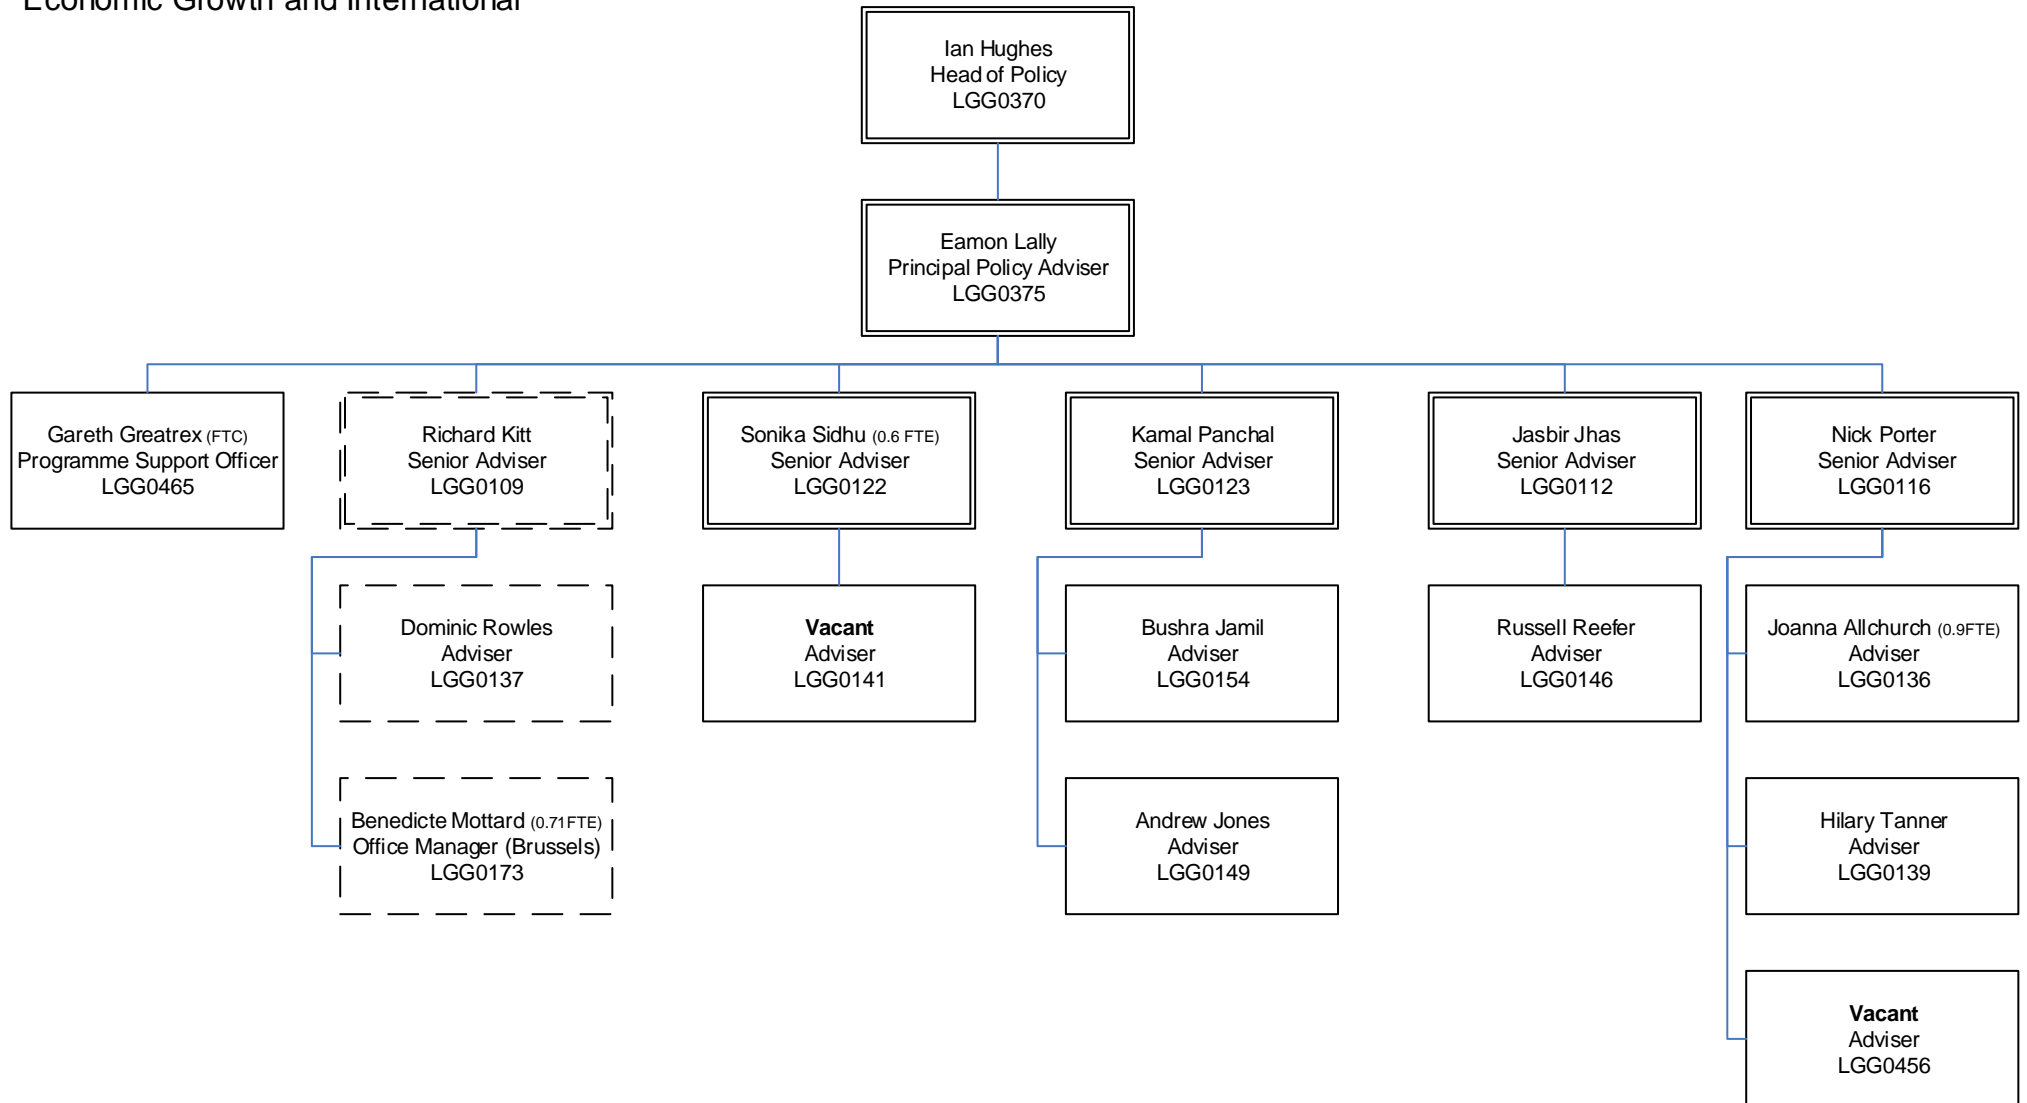 Economic Growth and International
Ian Hughes
Head of Policy
LGG0370
Eamon Lally
Principal Policy Adviser
LGG0375
Gareth Greatrex (FTC)
Programme Support Officer
LGG0465
Richard Kitt
Senior Adviser
LGG0109
Sonika Sidhu (0.6 FTE)
Senior Adviser
LGG0122
Kamal Panchal
Senior Adviser
LGG0123
Jasbir Jhas
Senior Adviser
LGG0112
Nick Porter
Senior Adviser
LGG0116
Dominic Rowles
Adviser
LGG0137
Vacant
Adviser
LGG0141
Bushra Jamil
Adviser
LGG0154
Russell Reefer
Adviser
LGG0146
Joanna Allchurch (0.9FTE)
Adviser
LGG0136
Benedicte Mottard (0.71FTE)
Office Manager (Brussels)
LGG0173
Andrew Jones
Adviser
LGG0149
Hilary Tanner
Adviser
LGG0139
Vacant
Adviser
LGG0456